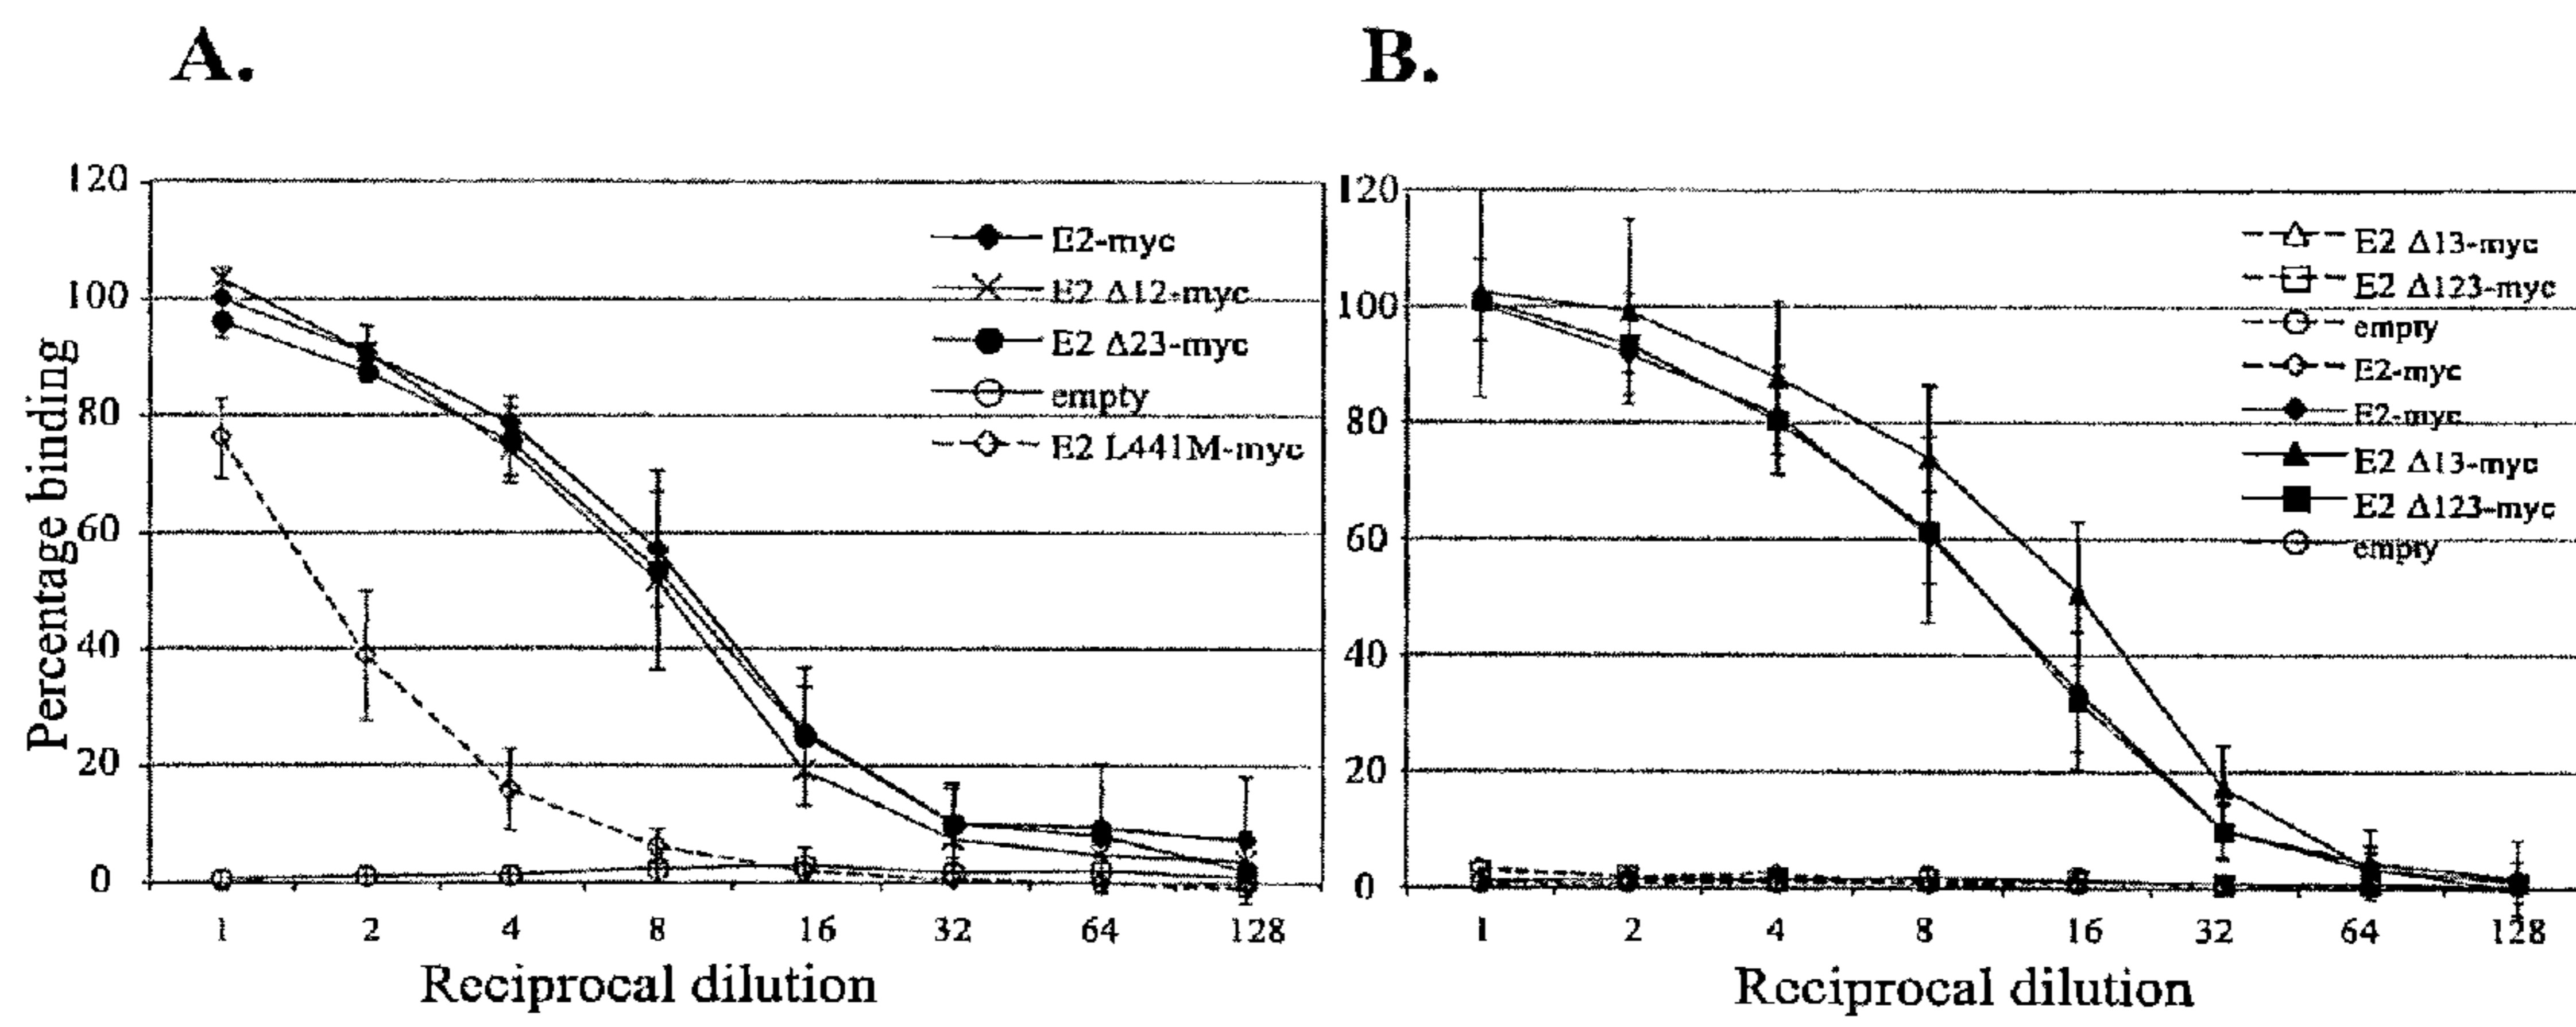 A.
B.
Percentage binding
120
100
80
60
40
20
0
1 2 4 8 16 32 64 128
Reciprocal dilution
E2-myc
E2 Δ12-myc
E2 Δ23-myc
empty
E2 L441M-myc
120
100
80
60
40
20
0
1 2 4 8 16 32 64 128
Reciprocal dilution
E2 Δ13-myc
E2 Δ123-myc
empty
E2-myc
E2-myc
E2 Δ13-myc
E2 Δ123-myc
empty